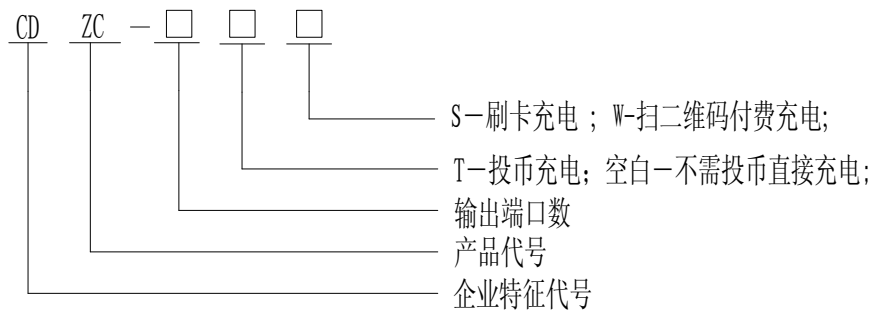 CD ZC －□ □ □
S－刷卡充电 ；W-扫二维码付费充电;
T－投币充电；空白－不需投币直接充电;
输出端口数
产品代号
企业特征代号